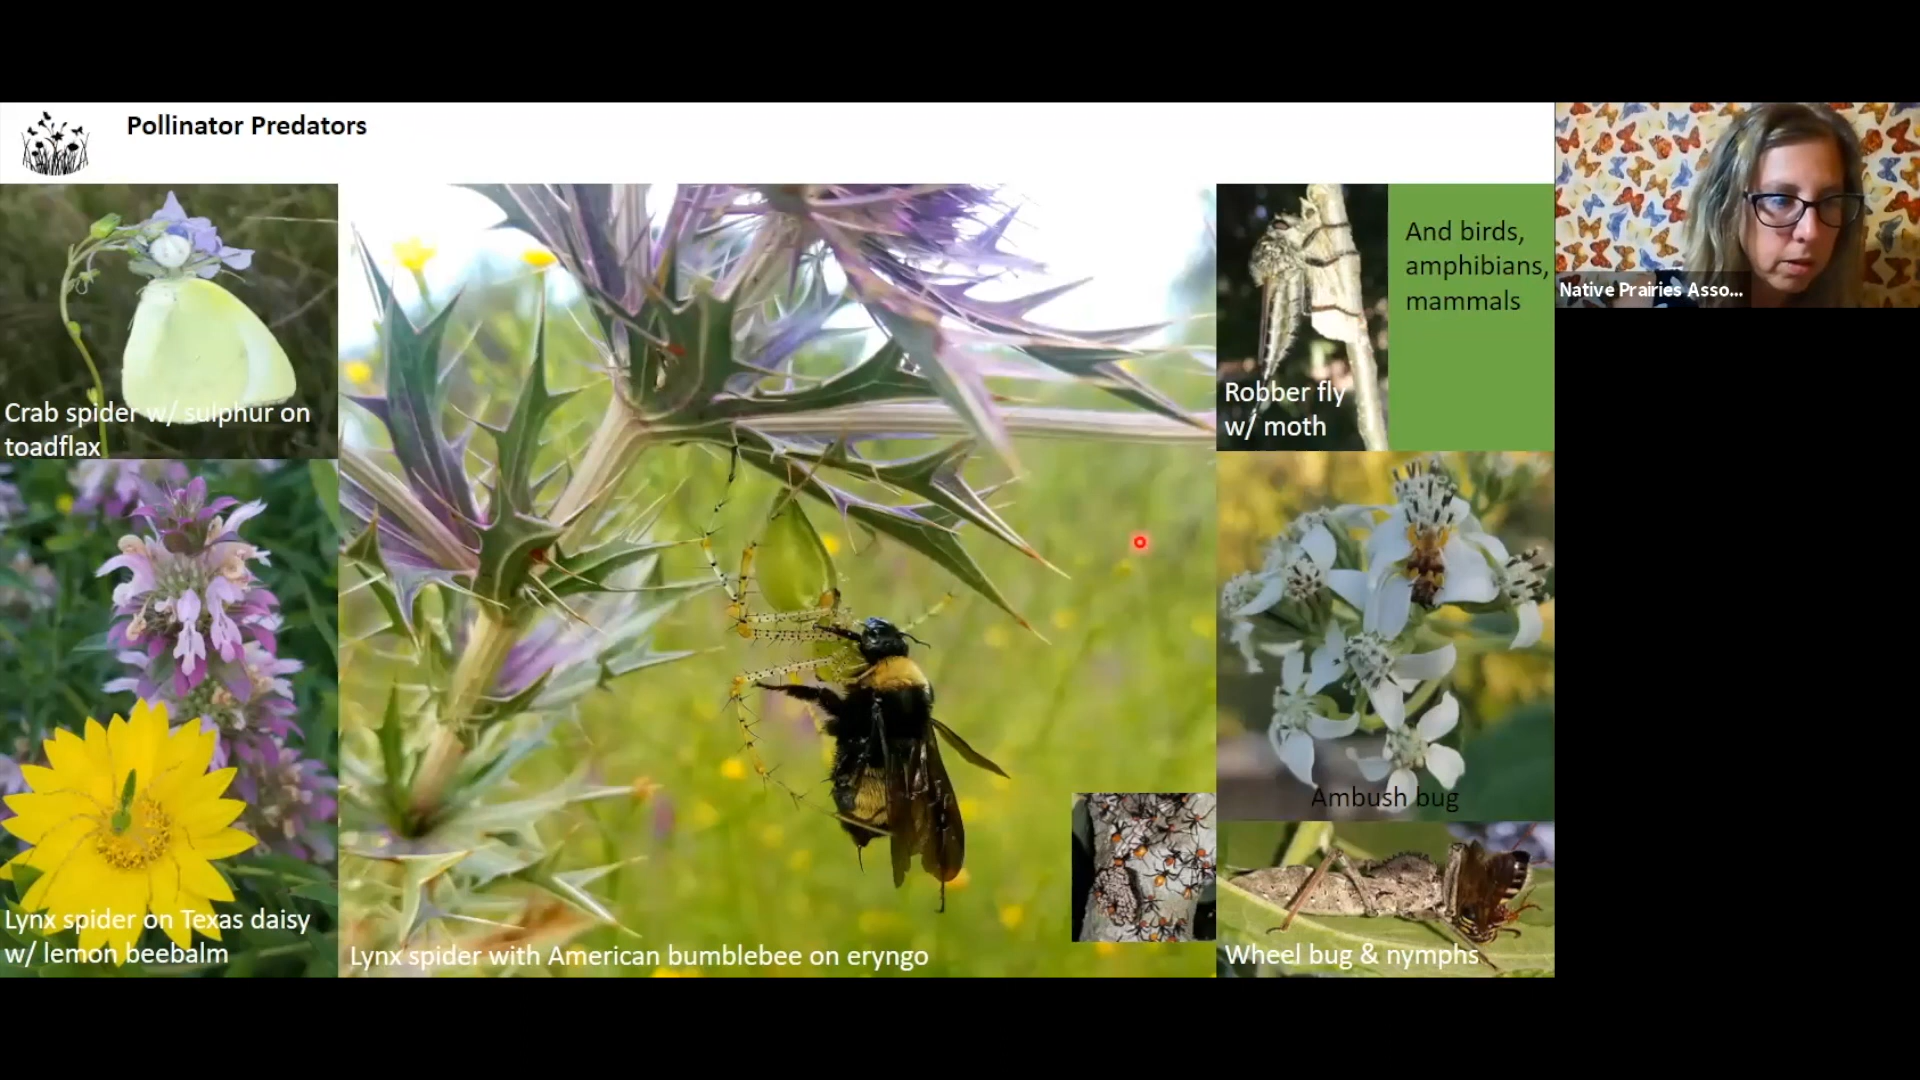 Pollinator Predators
Crab spider w/ sulphur on
toadflax
Lynx spider on Texas daisy
w/ lemon beebalm
Lynx spider with American bumblebee on eryngo
Robber fly
w/ moth
And birds,
amphibians,
mammals
Ambush bug
Wheel bug & nymphs
Native Prairies Asso...